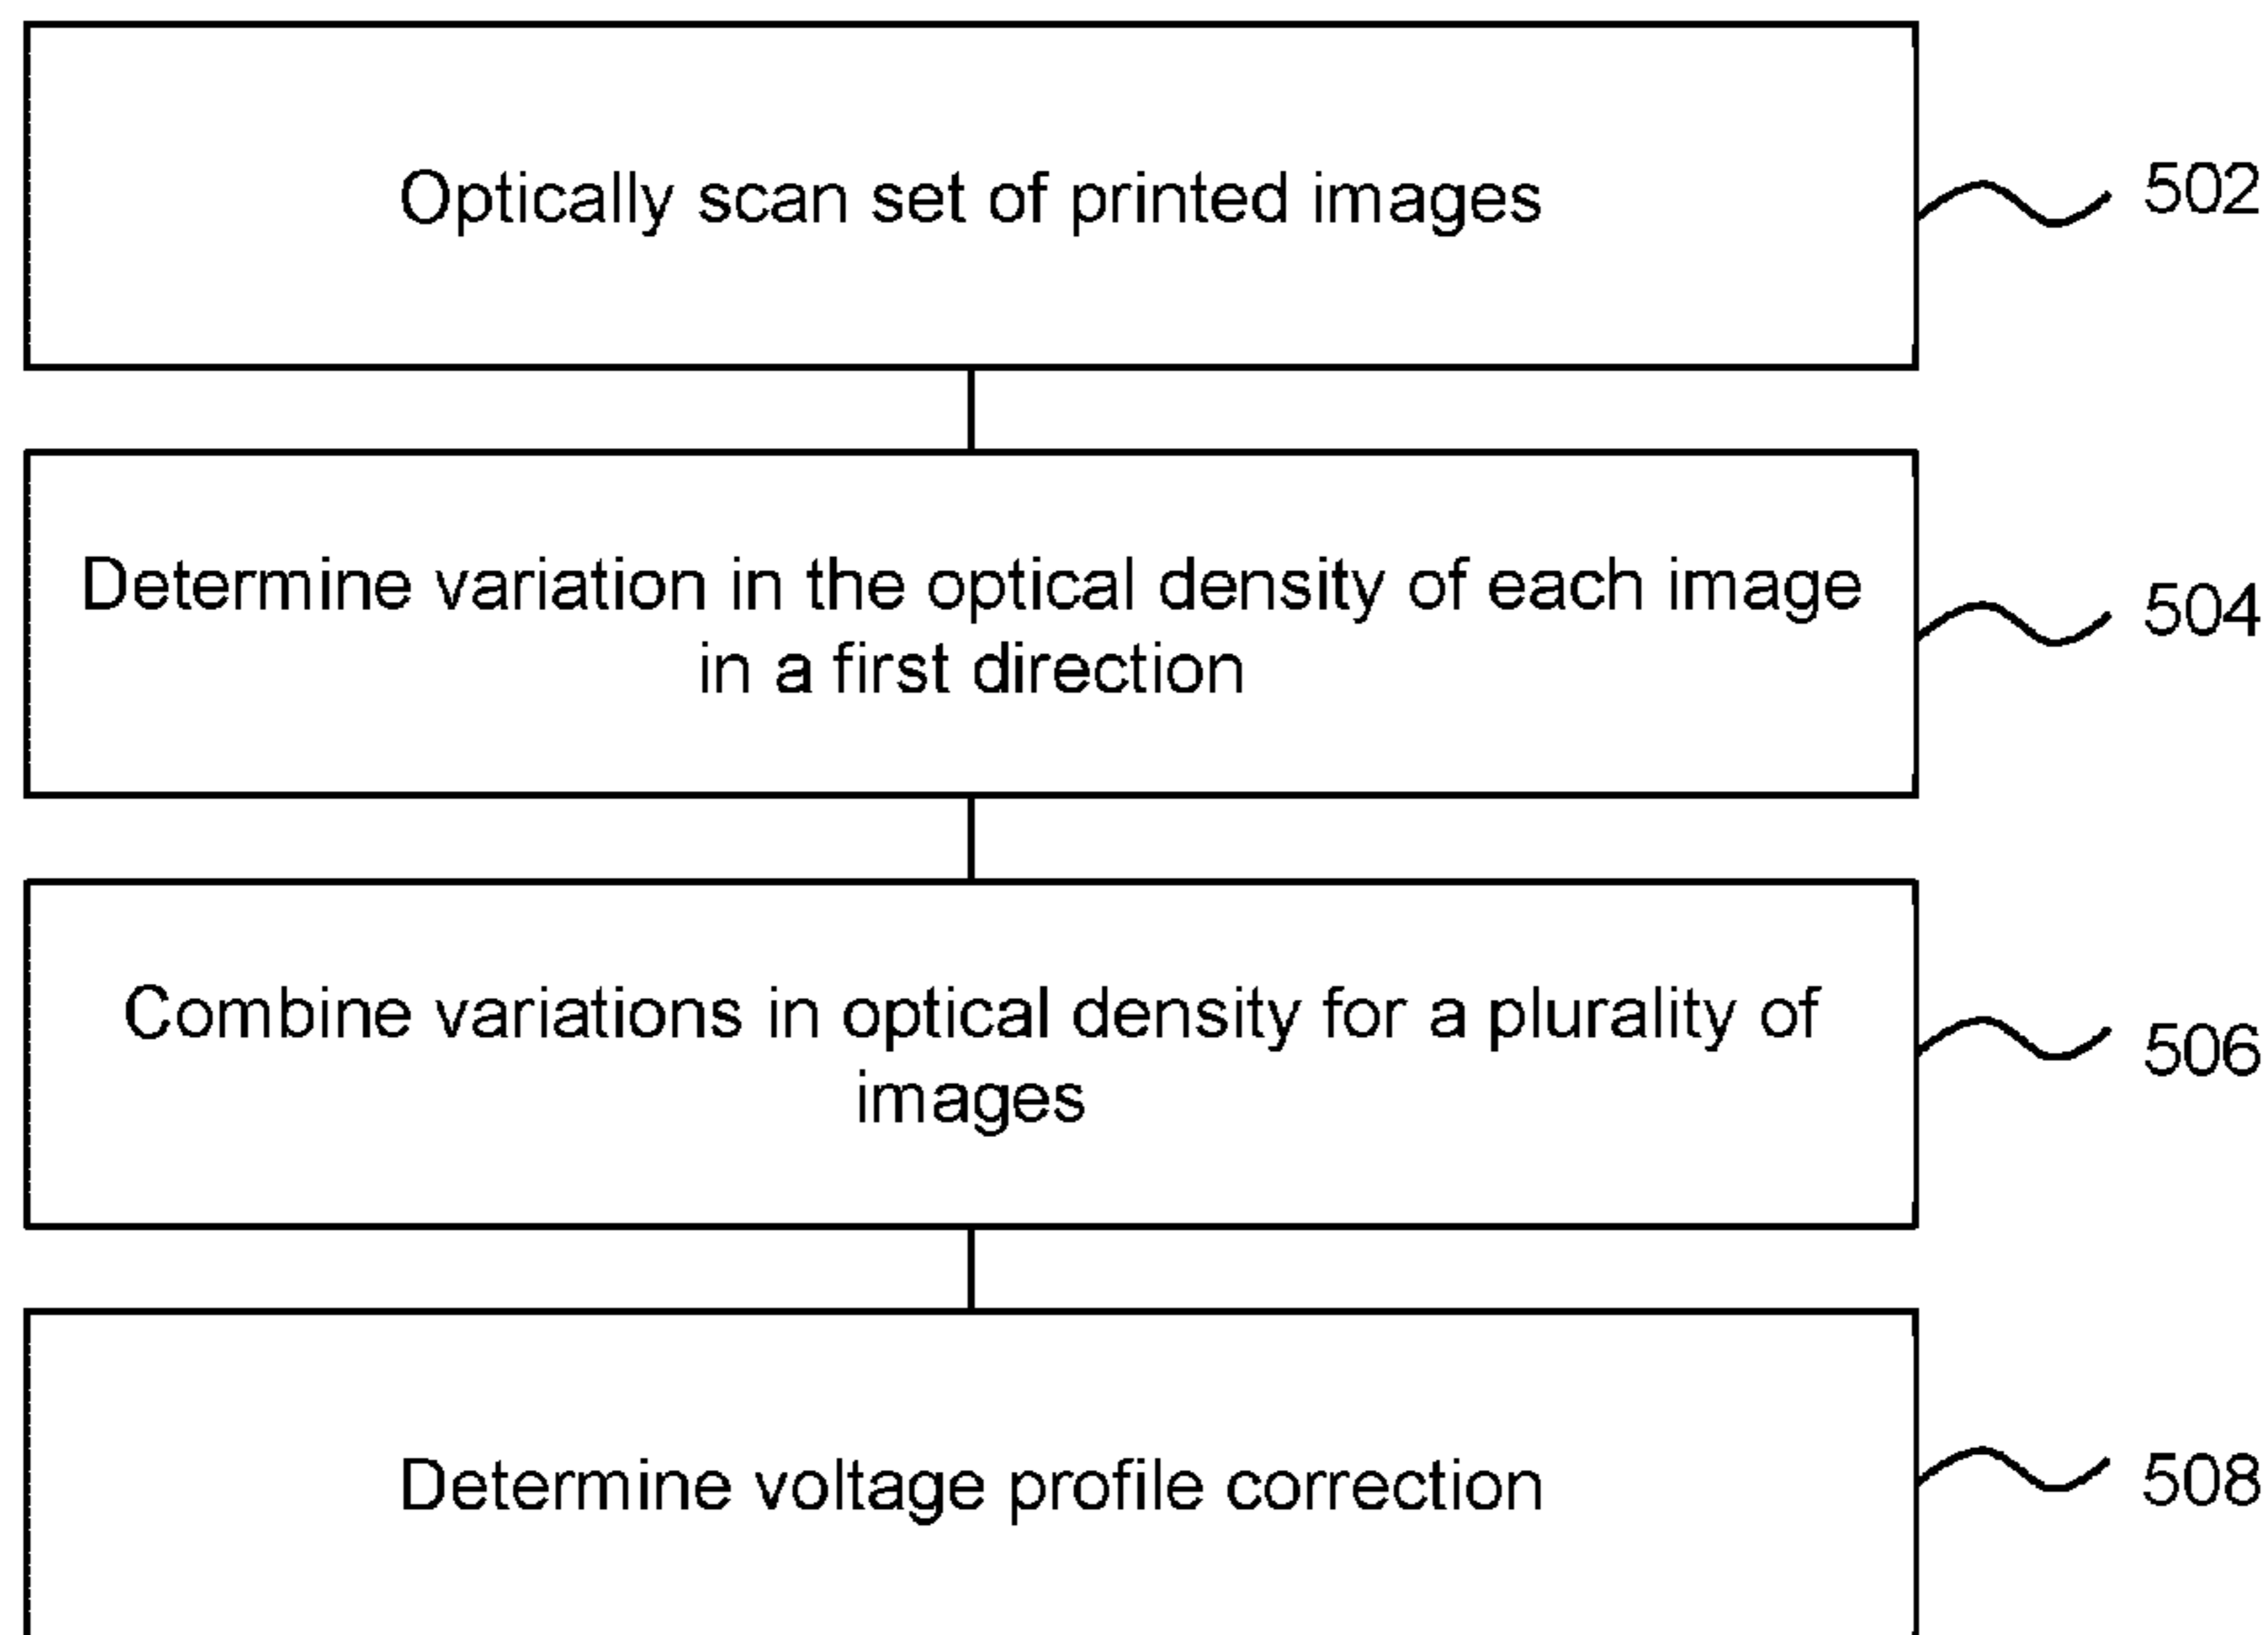 Optically scan set of printed images
502
Determine variation in the optical density of each image
in a first direction
504
Combine variations in optical density for a plurality of
images
506
Determine voltage profile correction
508